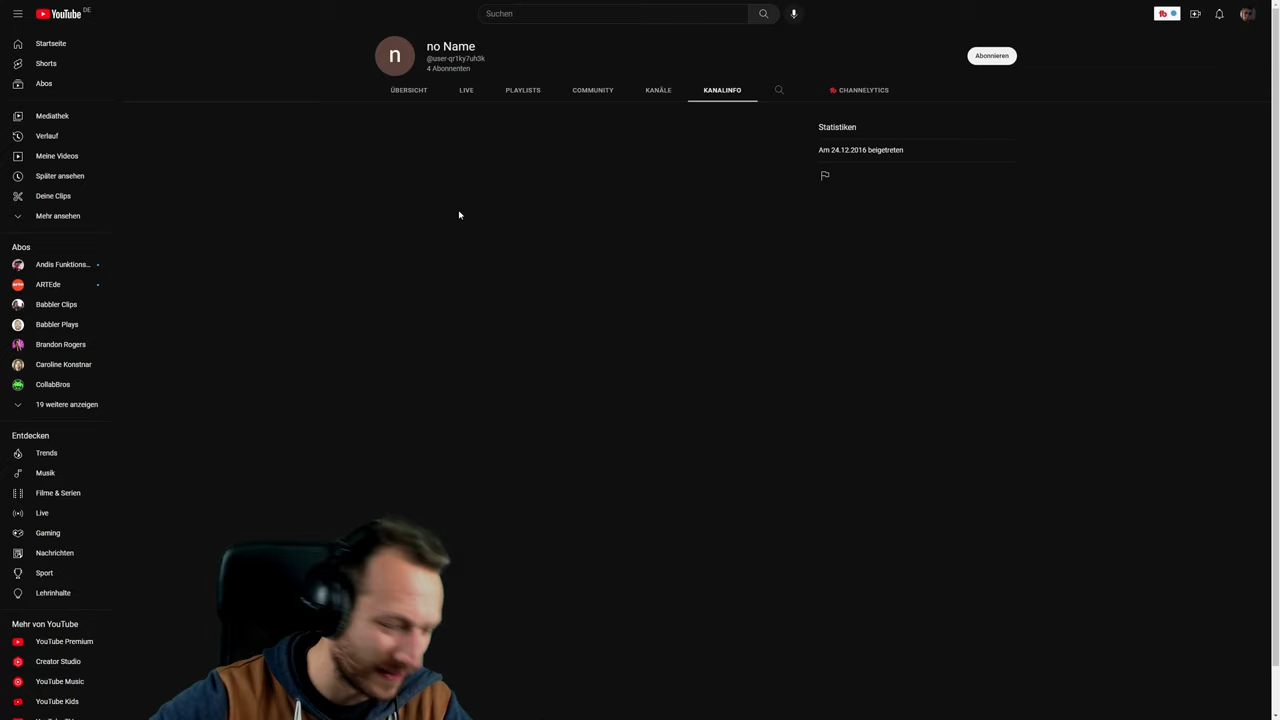 YouTube DE
Suchen
n
no Name
@user-qr1ky7uh3k
4 Abonnenten
Abonnieren
ÜBERSICHT
LIVE
PLAYLISTS
COMMUNITY
KANÄLE
KANALINFO
CHANNELYTICS
Statistiken
Am 24.12.2016 beigetreten
Startseite
Shorts
Abos
Mediathek
Verlauf
Meine Videos
Später ansehen
Deine Clips
Mehr ansehen
Abos
Andis Funktions...
ARTEde
Babbler Clips
Babbler Plays
Brandon Rogers
Caroline Konstnar
CollabBros
19 weitere anzeigen
Entdecken
Trends
Musik
Filme & Serien
Live
Gaming
Nachrichten
Sport
Lehrinhalte
Mehr von YouTube
YouTube Premium
Creator Studio
YouTube Music
YouTube Kids